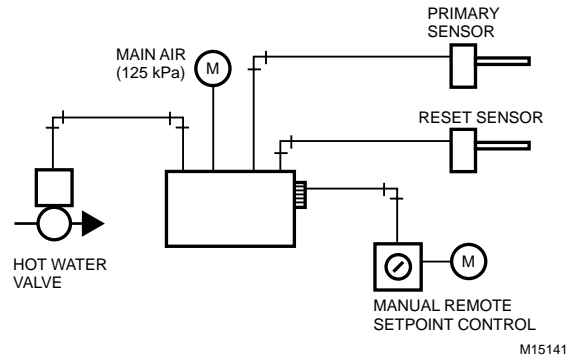 PRIMARY
SENSOR
MAIN AIR
(125 kPa)
M
RESET SENSOR
HOT WATER
VALVE
M
MANUAL REMOTE
SETPOINT CONTROL
M15141